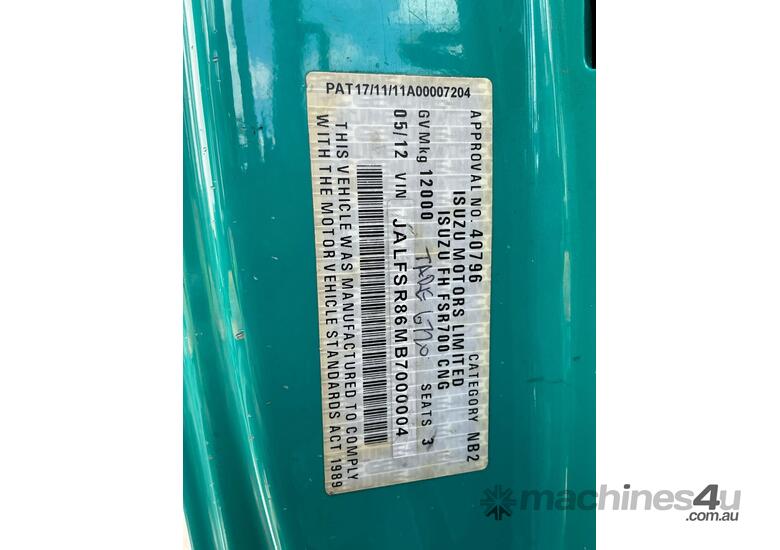 PAT17/11/11A00007204
APPROVAL NO. 40796 CATEGORY NB2
ISUZU MOTORS LIMITED
ISUZU FH FSR700 CNG
GVMkg 12000 TARE 6720 SEATS 3
05/12 VIN JALFSR86MB7000004
THIS VEHICLE WAS MANUFACTURED TO COMPLY
WITH THE MOTOR VEHICLE STANDARDS ACT 1989
machines4u
.com.au